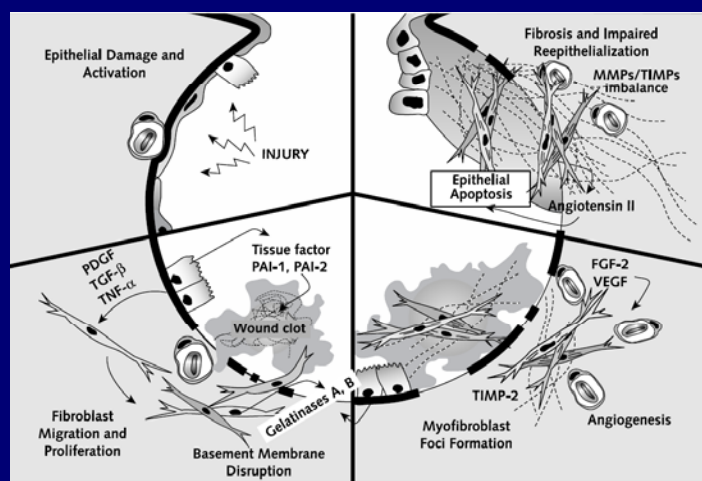 Epithelial Damage and
Activation
INJURY
Fibrosis and Impaired
Reepithelialization
MMPs/TIMPs
imbalance
Epithelial
Apoptosis
Angiotensin II
PDGF
TGF-β
TNF-α
Tissue factor
PAI-1, PAI-2
Wound clot
Fibroblast
Migration and
Proliferation
Gelatinases A, B
Basement Membrane
Disruption
FGF-2
VEGF
TIMP-2
Angiogenesis
Myofibroblast
Foci Formation